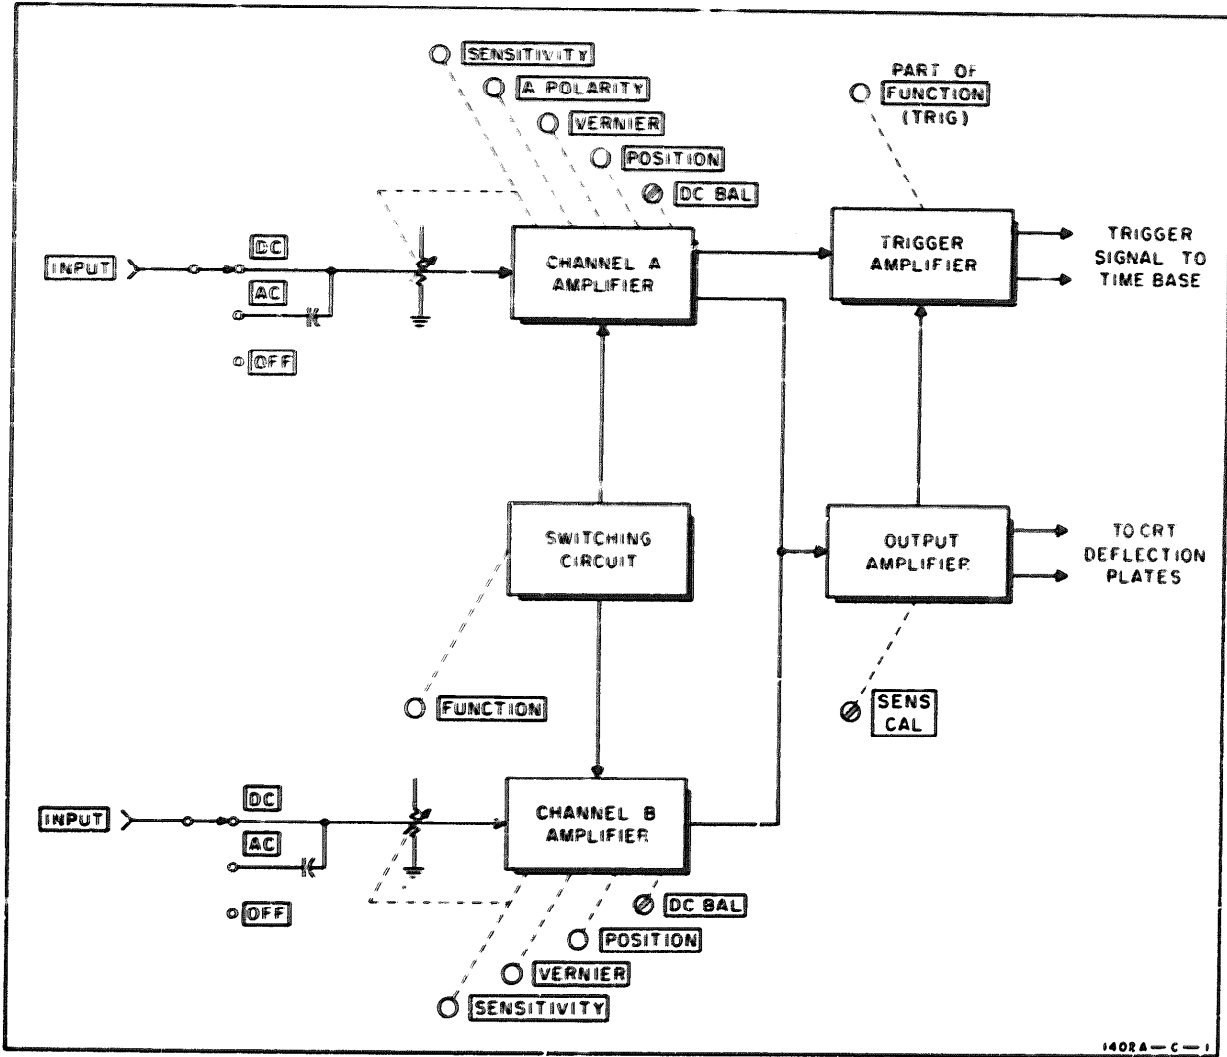 SENSITIVITY
A POLARITY
VERNIER
POSITION
DC BAL
PART OF
FUNCTION
(TRIG)
INPUT
DC
AC
OFF
CHANNEL A
AMPLIFIER
TRIGGER
AMPLIFIER
TRIGGER
SIGNAL TO
TIME BASE
SWITCHING
CIRCUIT
OUTPUT
AMPLIFIER
TO CRT
DEFLECTION
PLATES
FUNCTION
SENS
CAL
INPUT
DC
AC
OFF
CHANNEL B
AMPLIFIER
DC BAL
POSITION
VERNIER
SENSITIVITY
1402A-C-1